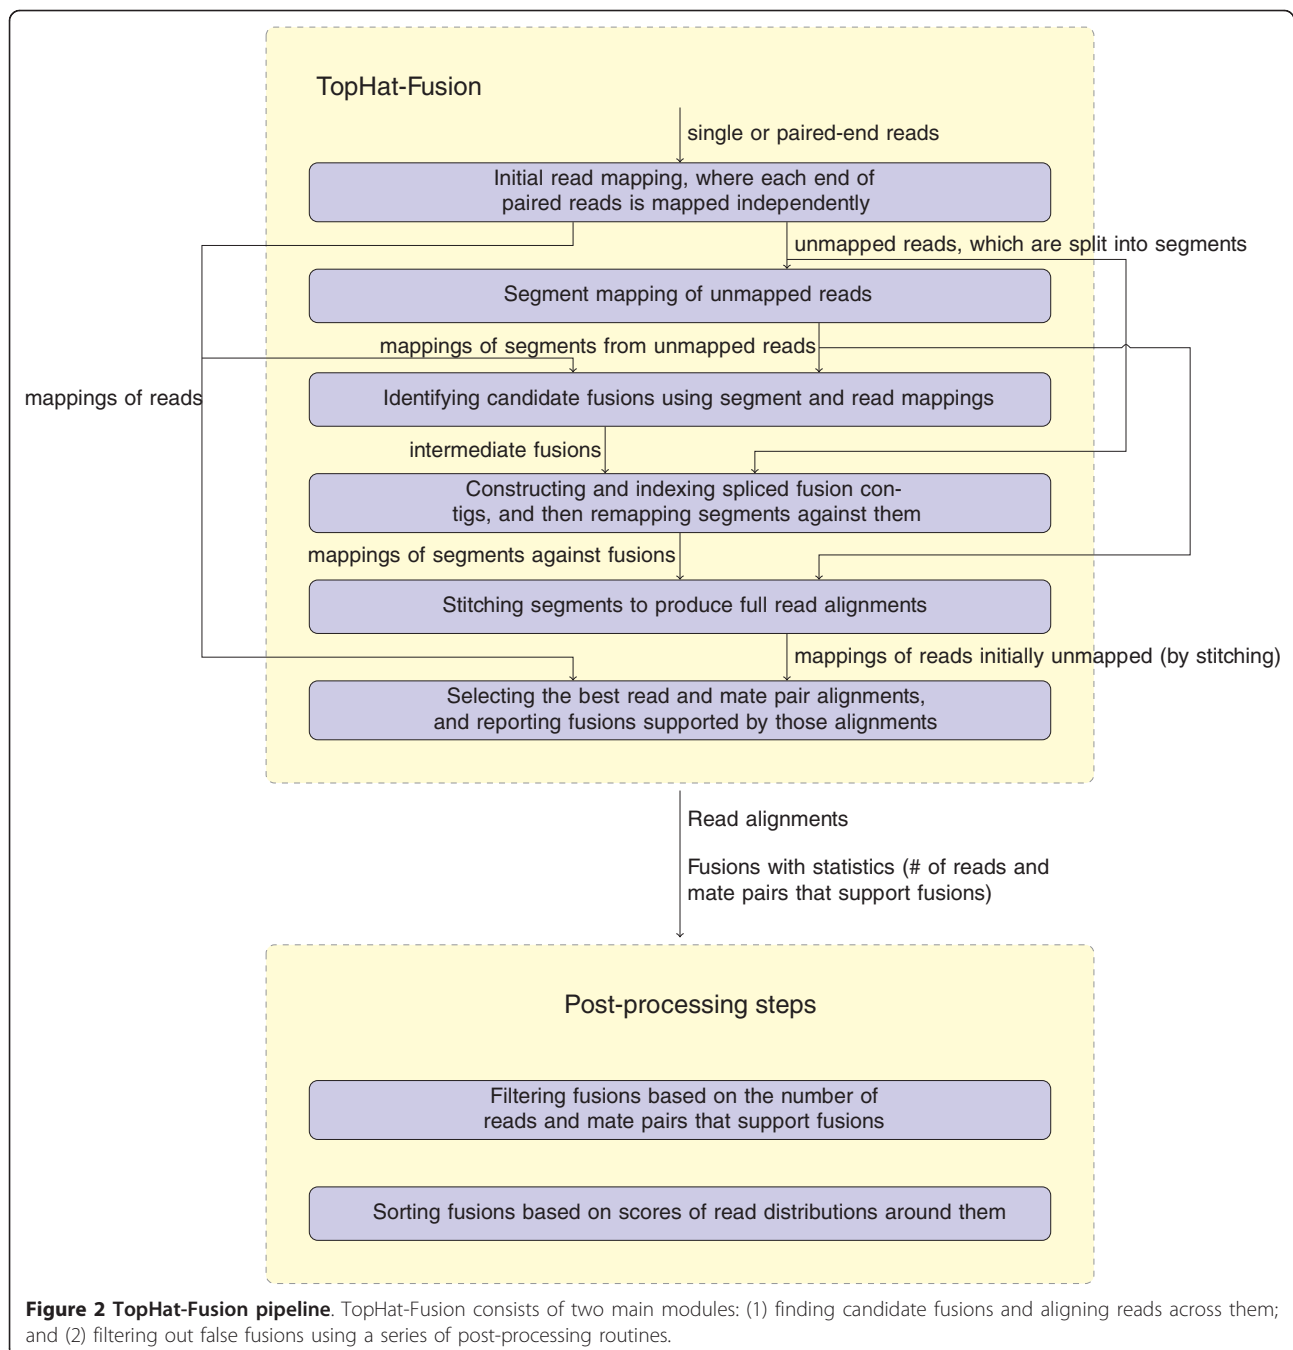 TopHat-Fusion
single or paired-end reads
Initial read mapping, where each end of
paired reads is mapped independently
unmapped reads, which are split into segments
Segment mapping of unmapped reads
mappings of segments from unmapped reads
mappings of reads
Identifying candidate fusions using segment and read mappings
intermediate fusions
Constructing and indexing spliced fusion con-
tigs, and then remapping segments against them
mappings of segments against fusions
Stitching segments to produce full read alignments
mappings of reads initially unmapped (by stitching)
Selecting the best read and mate pair alignments,
and reporting fusions supported by those alignments
Read alignments
Fusions with statistics (# of reads and
mate pairs that support fusions)
Post-processing steps
Filtering fusions based on the number of
reads and mate pairs that support fusions
Sorting fusions based on scores of read distributions around them
Figure 2 TopHat-Fusion pipeline. TopHat-Fusion consists of two main modules: (1) finding candidate fusions and aligning reads across them;
and (2) filtering out false fusions using a series of post-processing routines.